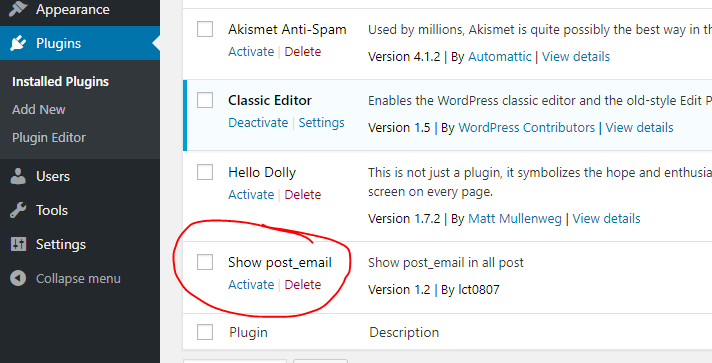 Appearance
Plugins
Installed Plugins
Add New
Plugin Editor
Users
Tools
Settings
Collapse menu
Akismet Anti-Spam
Activate | Delete
Used by millions, Akismet is quite possibly the best way in th
Version 4.1.2 | By Automattic | View details
Classic Editor
Deactivate | Settings
Enables the WordPress classic editor and the old-style Edit P
Version 1.5 | By WordPress Contributors | View details
Hello Dolly
Activate | Delete
This is not just a plugin, it symbolizes the hope and enthusia
screen on every page.
Version 1.7.2 | By Matt Mullenweg | View details
Show post_email
Activate | Delete
Show post_email in all post
Version 1.2 | By lct0807
Plugin
Description